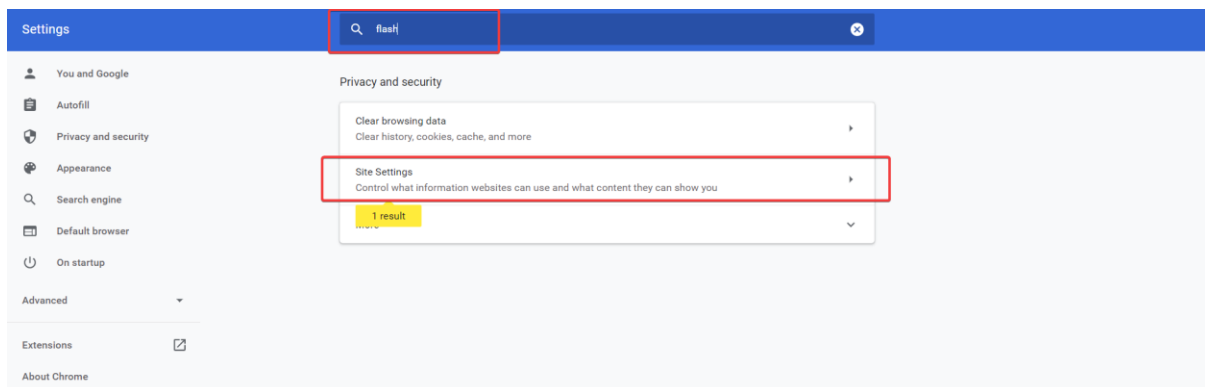 Settings
flash
You and Google
Autofill
Privacy and security
Appearance
Search engine
Default browser
On startup
Advanced
Extensions
About Chrome
Privacy and security
Clear browsing data
Clear history, cookies, cache, and more
Site Settings
Control what information websites can use and what content they can show you
1 result